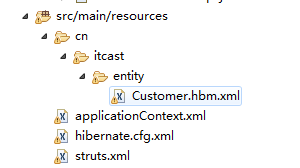 src/main/resources
cn
itcast
entity
Customer.hbm.xml
applicationContext.xml
hibernate.cfg.xml
struts.xml